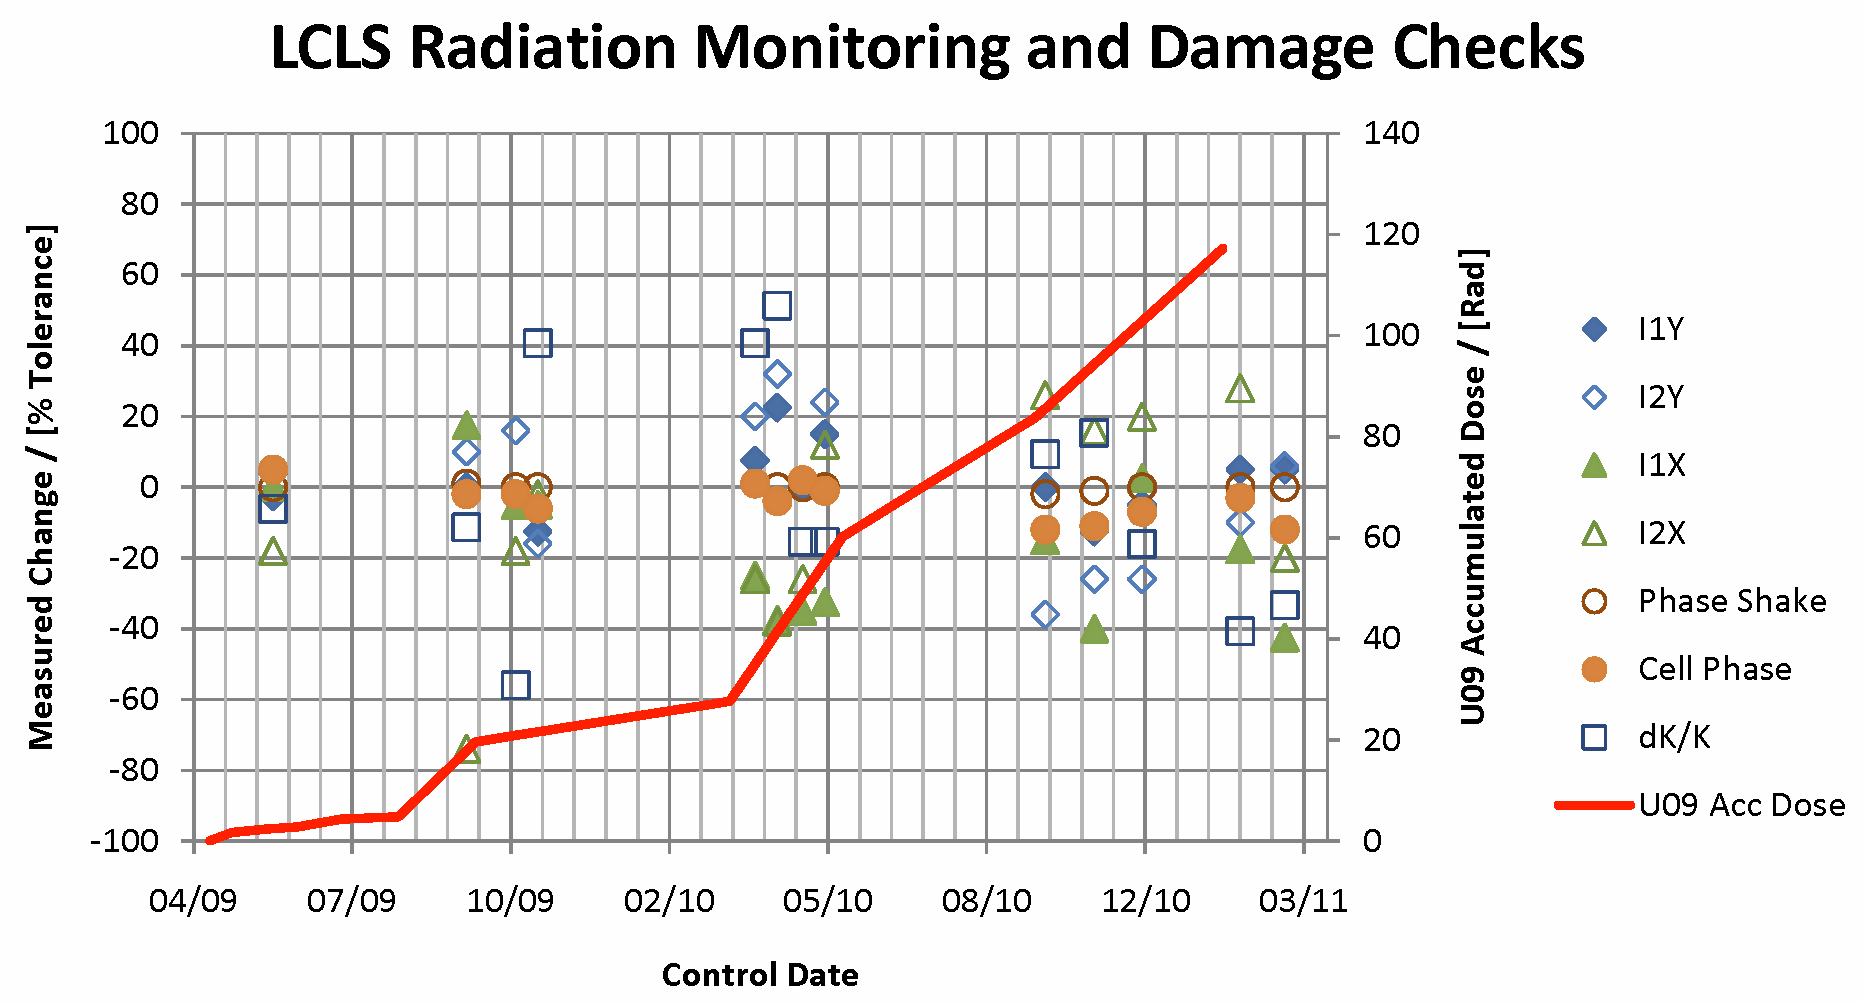 LCLS Radiation Monitoring and Damage Checks
Measured Change / [% Tolerance]
100
80
60
40
20
0
-20
-40
-60
-80
-100
140
120
100
80
60
40
20
0
U09 Accumulated Dose / [Rad]
04/09 07/09 10/09 02/10 05/10 08/10 12/10 03/11
Control Date
I1Y
I2Y
I1X
I2X
Phase Shake
Cell Phase
dK/K
U09 Acc Dose